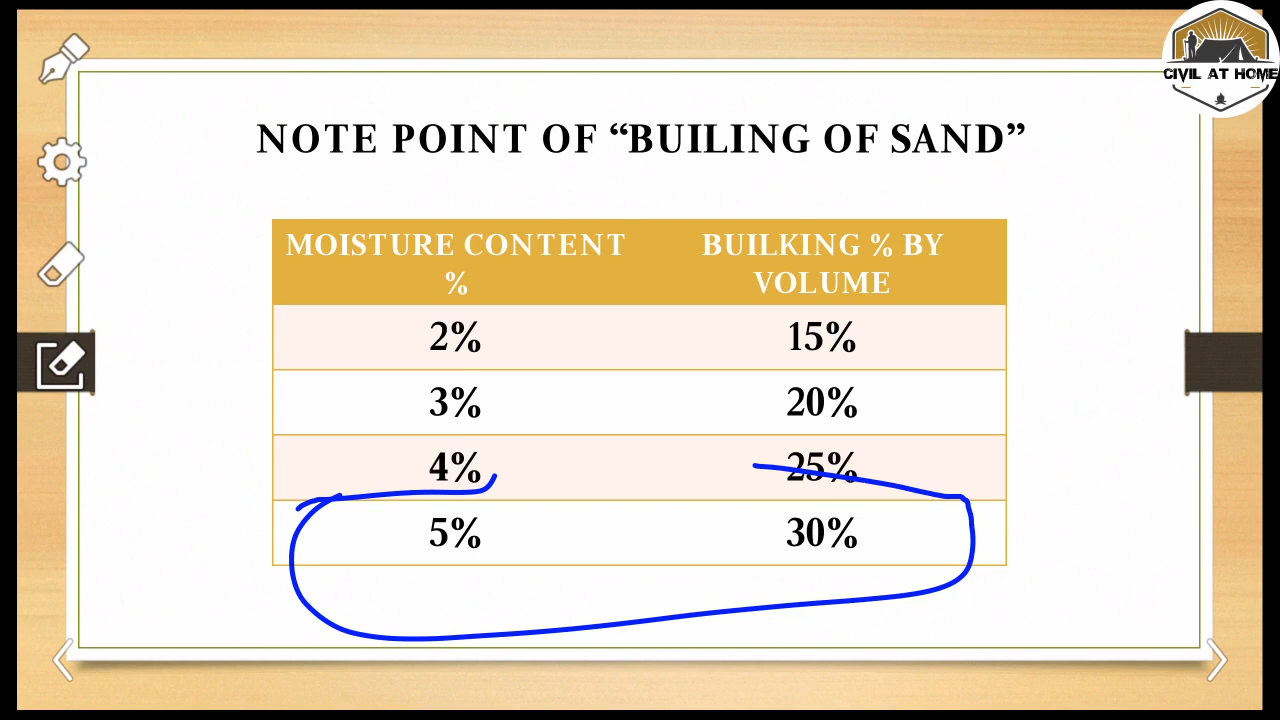 CIVIL AT HOME
NOTE POINT OF “BUILING OF SAND”
MOISTURE CONTENT %
BUILKING % BY VOLUME
2% 15%
3% 20%
4% 25%
5% 30%